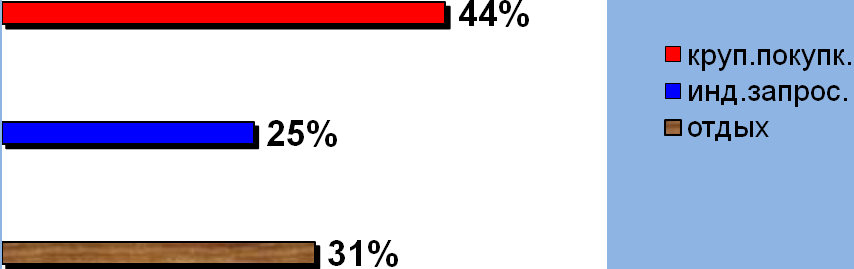 44%
круп.покупк.
инд.запрос.
25%
отдых
31%